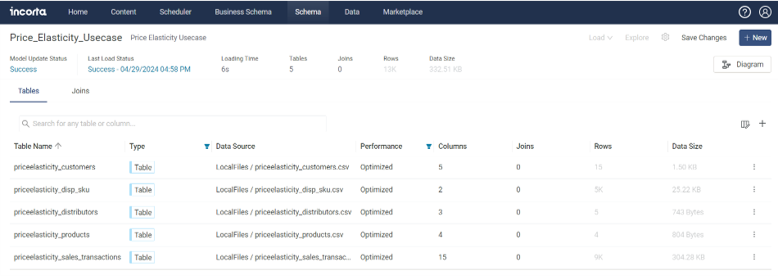 incorta Home Content Scheduler Business Schema Schema Data Marketplace
Price_Elasticity_Usecase Price Elasticity Usecase Load Explore Save Changes + New
Model Update Status Last Load Status Loading Time Tables Joins Rows Data Size
Success Success - 04/29/2024 04:58 PM 6s 5 0 13K 332.51 KB
Diagram
Tables Joins
Search for any table or column...
Table Name Type Data Source Performance Columns Joins Rows Data Size
priceelasticity_customers Table LocalFiles / priceelasticity_customers.csv Optimized 5 0 15 1.50 KB
priceelasticity_disp_sku Table LocalFiles / priceelasticity_disp_sku.csv Optimized 2 0 5K 25.22 KB
priceelasticity_distributors Table LocalFiles / priceelasticity_distributors.csv Optimized 3 0 5 743 Bytes
priceelasticity_products Table LocalFiles / priceelasticity_products.csv Optimized 4 0 4 804 Bytes
priceelasticity_sales_transactions Table LocalFiles / priceelasticity_sales_transac... Optimized 15 0 9K 304.28 KB